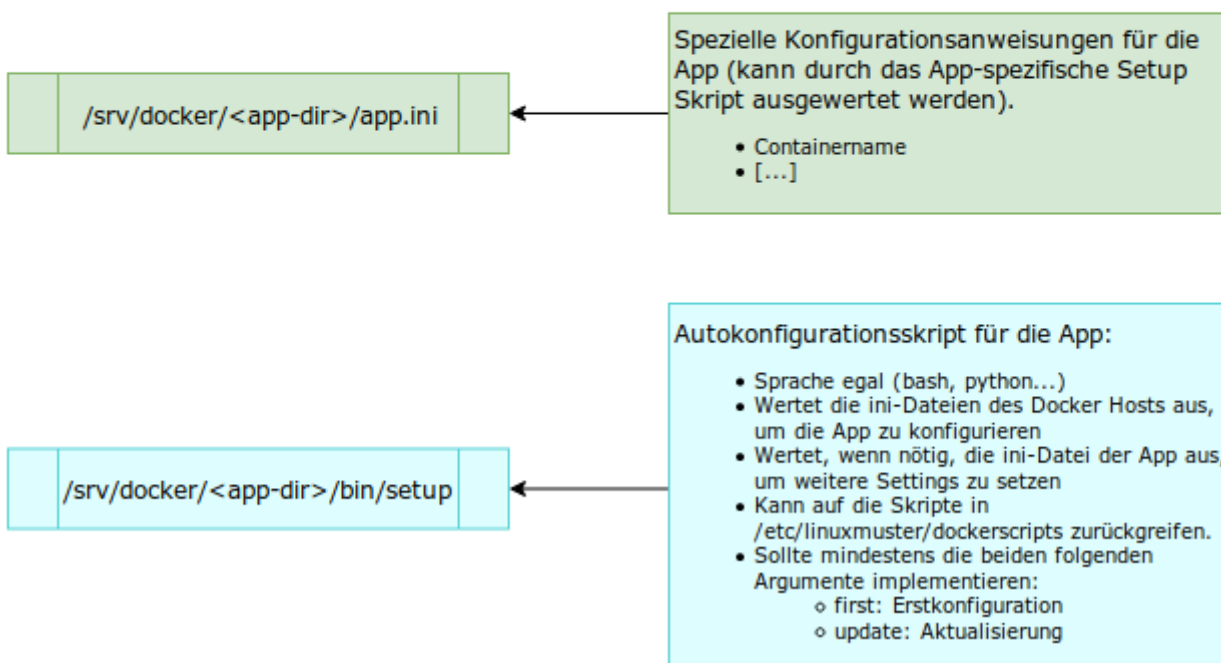 Spezielle Konfigurationsanweisungen für die
App (kann durch das App-spezifische Setup
Skript ausgewertet werden).
/srv/docker/<app-dir>/app.ini
• Containername
• [...]
Autokonfigurationsskript für die App:
• Sprache egal (bash, python...)
• Wertet die ini-Dateien des Docker Hosts aus,
um die App zu konfigurieren
• Wertet, wenn nötig, die ini-Datei der App aus,
um weitere Settings zu setzen
/srv/docker/<app-dir>/bin/setup
• Kann auf die Skripte in
/etc/linuxmuster/dockerscripts zurückgreifen.
• Sollte mindestens die beiden folgenden
Argumente implementieren:
◦ first: Erstkonfiguration
◦ update: Aktualisierung